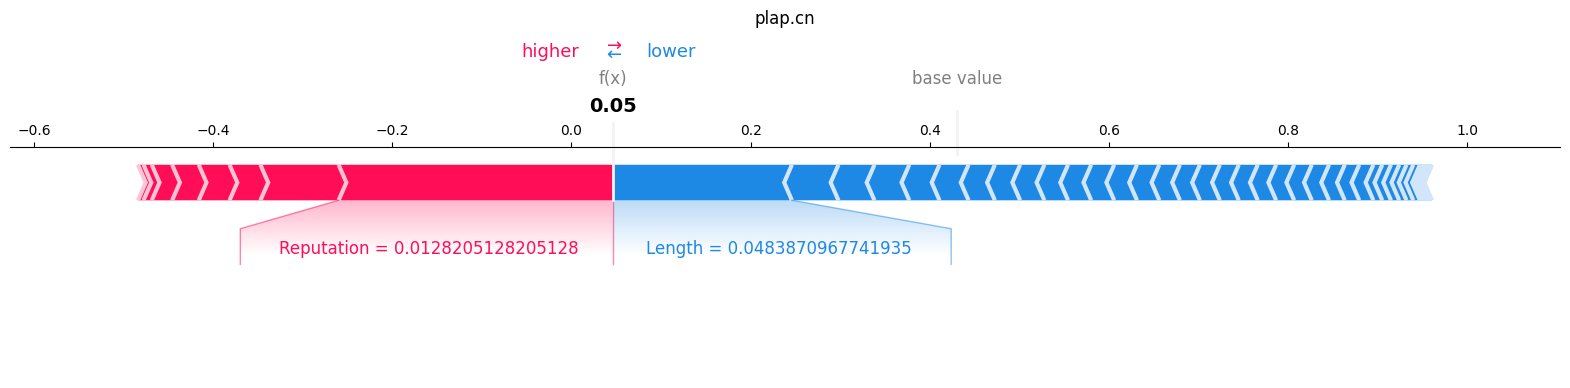 plap.cn
higher ⇄ lower
f(x) base value
0.05
−0.6 −0.4 −0.2 0.0 0.2 0.4 0.6 0.8 1.0
Reputation = 0.0128205128205128 Length = 0.0483870967741935